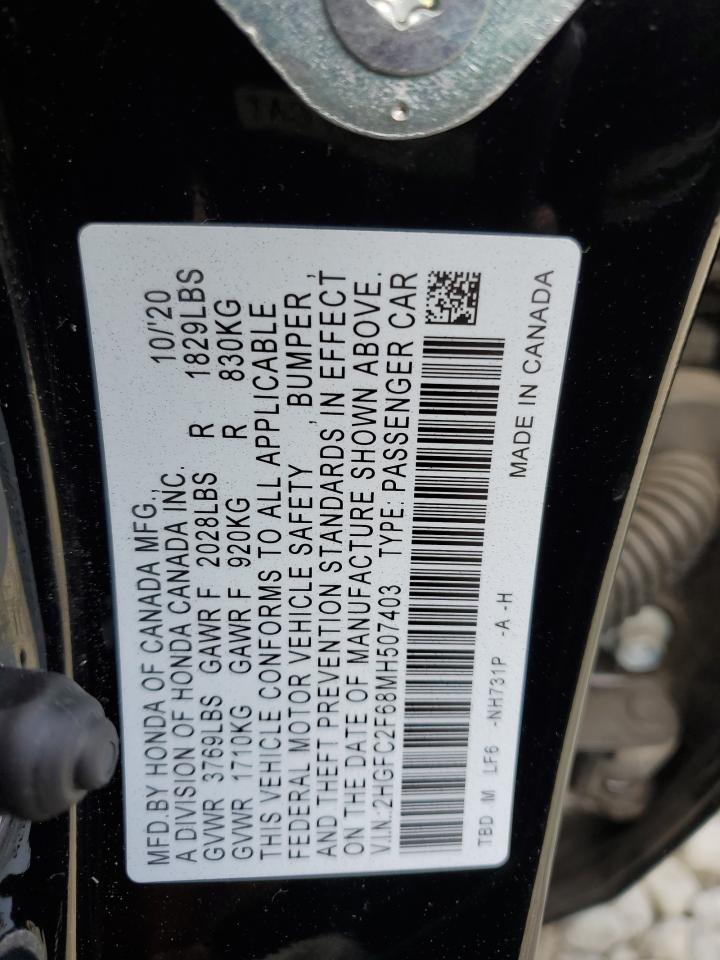 MFD.BY HONDA OF CANADA MFG., 10/'20
A DIVISION OF HONDA CANADA INC.
GVWR 3769LBS GAWR F 2028LBS R 1829LBS
GVWR 1710KG GAWR F 920KG R 830KG
THIS VEHICLE CONFORMS TO ALL APPLICABLE
FEDERAL MOTOR VEHICLE SAFETY , BUMPER ,
AND THEFT PREVENTION STANDARDS IN EFFECT
ON THE DATE OF MANUFACTURE SHOWN ABOVE.
V.I.N:2HGFC2F68MH507403 TYPE: PASSENGER CAR
TBD M LF6 -NH731P -A -H
MADE IN CANADA